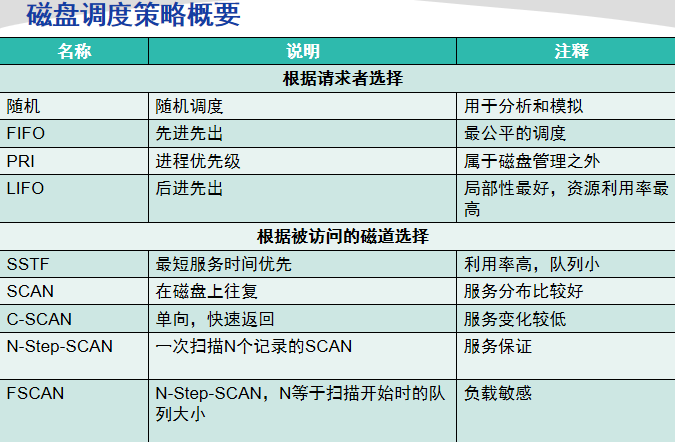 磁盘调度策略概要
名称 说明 注释
根据请求者选择
随机 随机调度 用于分析和模拟
FIFO 先进先出 最公平的调度
PRI 进程优先级 属于磁盘管理之外
LIFO 后进先出 局部性最好，资源利用率最
高
根据被访问的磁道选择
SSTF 最短服务时间优先 利用率高，队列小
SCAN 在磁盘上往复 服务分布比较好
C-SCAN 单向，快速返回 服务变化较低
N-Step-SCAN 一次扫描N个记录的SCAN 服务保证
FSCAN N-Step-SCAN，N等于扫描开始时的队 负载敏感
列大小